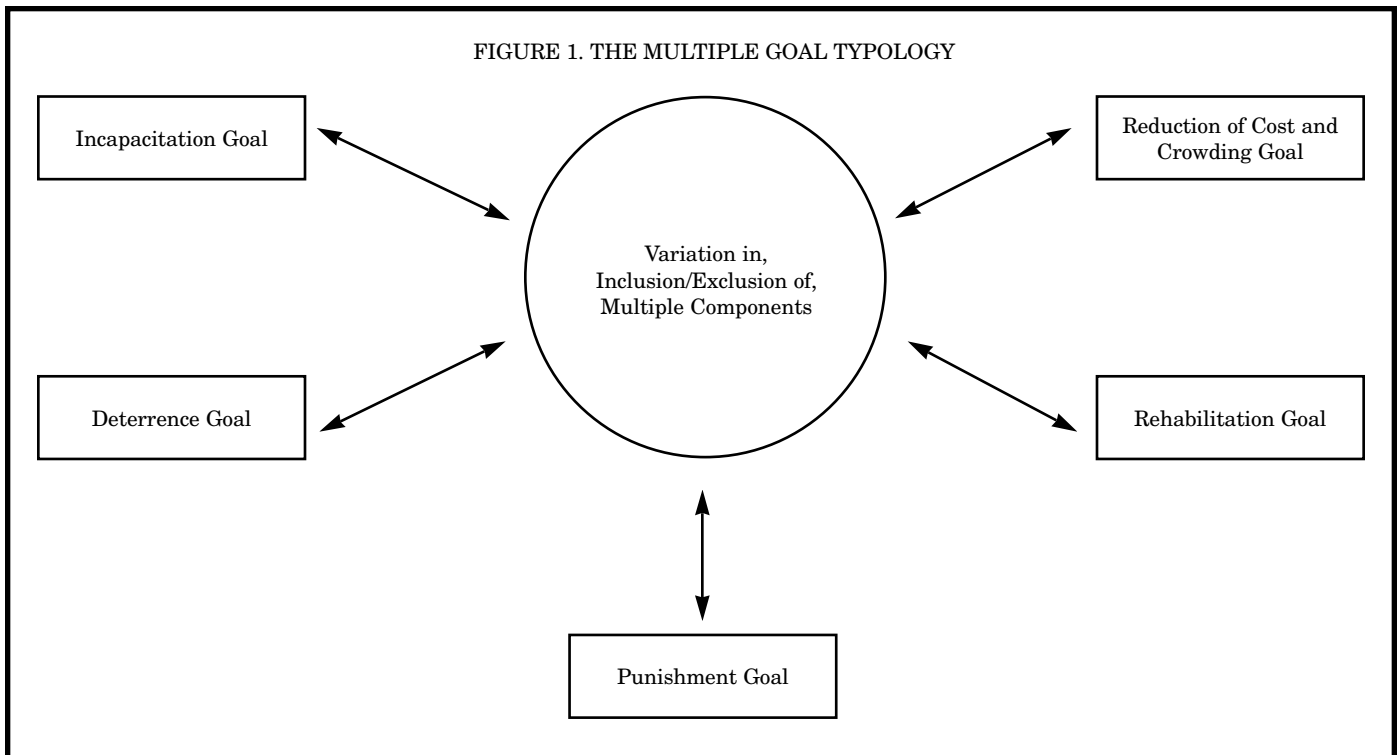 FIGURE 1. THE MULTIPLE GOAL TYPOLOGY
Incapacitation Goal
Reduction of Cost and
Crowding Goal
Variation in,
Inclusion/Exclusion of,
Multiple Components
Deterrence Goal
Rehabilitation Goal
Punishment Goal